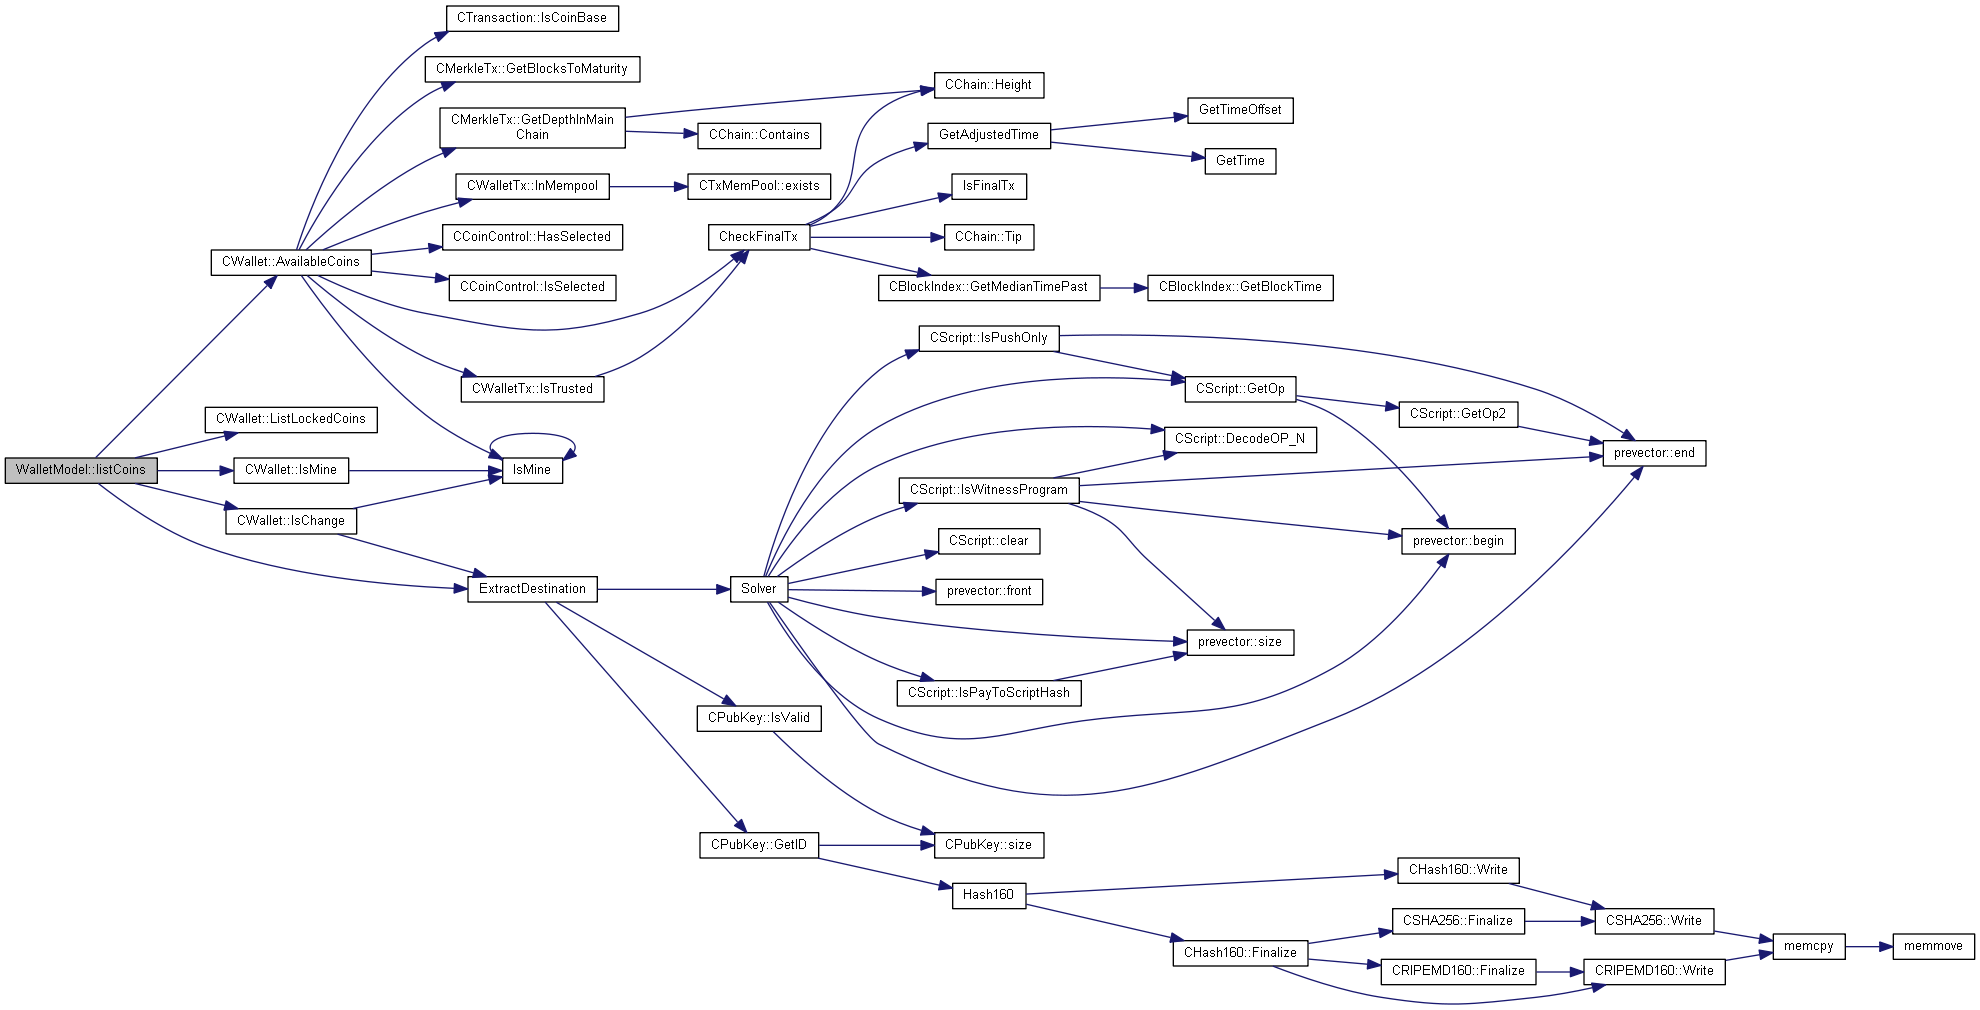 CTransaction::IsCoinBase
CMerkleTx::GetBlocksToMaturity
CChain::Height
GetTimeOffset
CMerkleTx::GetDepthInMain
Chain
CChain::Contains
GetAdjustedTime
GetTime
CWalletTx::InMempool
CTxMemPool::exists
IsFinalTx
CCoinControl::HasSelected
CheckFinalTx
CChain::Tip
CWallet::AvailableCoins
CCoinControl::IsSelected
CBlockIndex::GetMedianTimePast
CBlockIndex::GetBlockTime
CScript::IsPushOnly
CWalletTx::IsTrusted
CScript::GetOp
CScript::GetOp2
CWallet::ListLockedCoins
CScript::DecodeOP_N
prevector::end
WalletModel::listCoins
CWallet::IsMine
IsMine
CScript::IsWitnessProgram
CWallet::IsChange
CScript::clear
prevector::begin
ExtractDestination
Solver
prevector::front
prevector::size
CScript::IsPayToScriptHash
CPubKey::IsValid
CPubKey::GetID
CPubKey::size
CHash160::Write
Hash160
CSHA256::Finalize
CSHA256::Write
CHash160::Finalize
memcpy
memmove
CRIPEMD160::Finalize
CRIPEMD160::Write